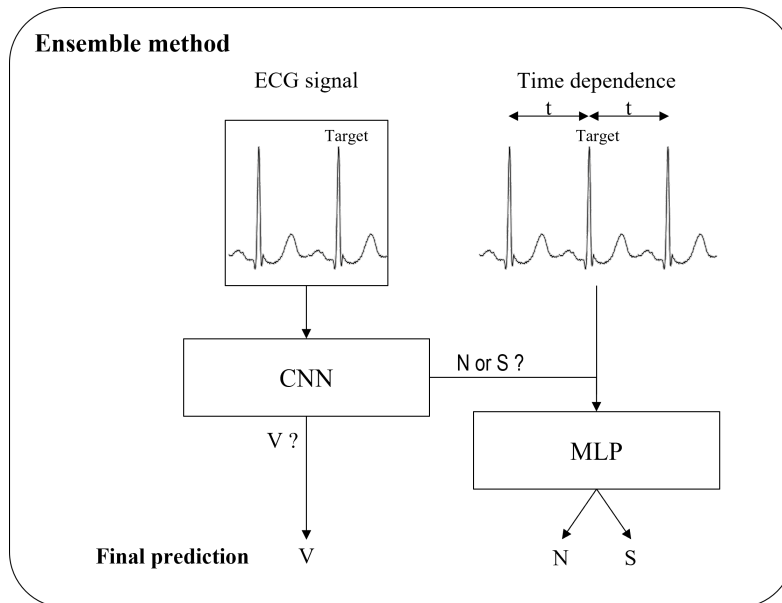 Ensemble method
ECG signal
Time dependence
t t
Target
Target
N or S ?
CNN
V ?
MLP
Final prediction V N S